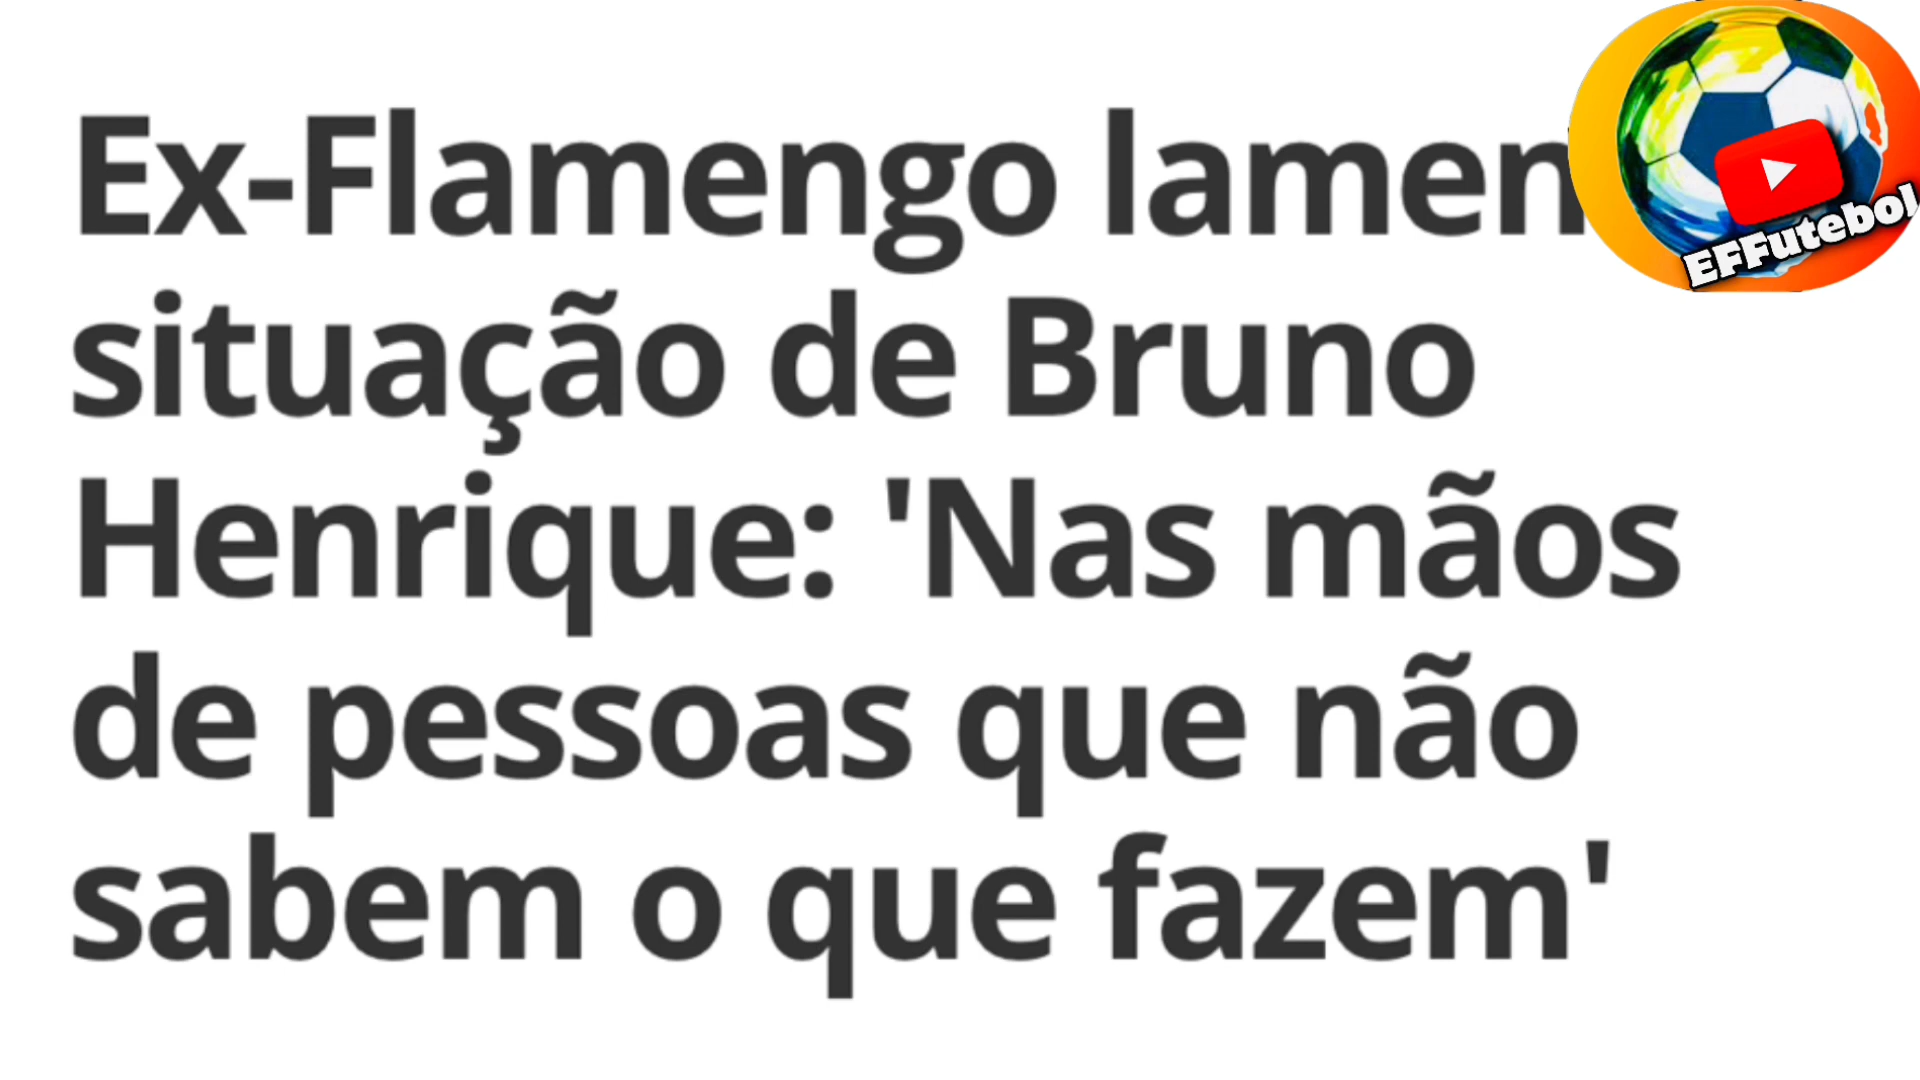 Ex-Flamengo lamen
situação de Bruno
Henrique: 'Nas mãos
de pessoas que não
sabem o que fazem'
EFFutebol